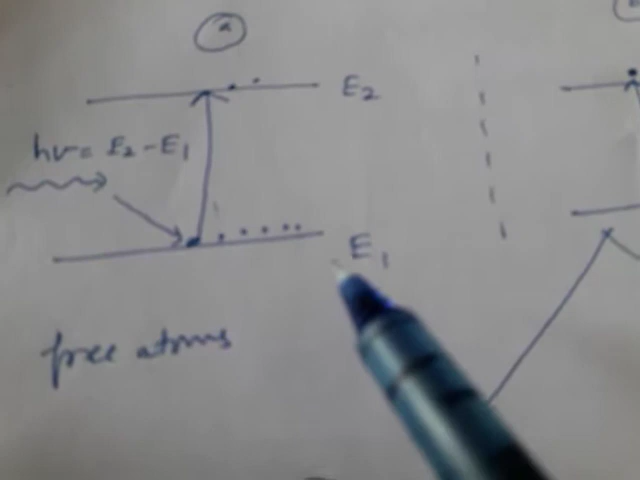 a
E₂
hν = E₂ - E₁
E₁
free atoms